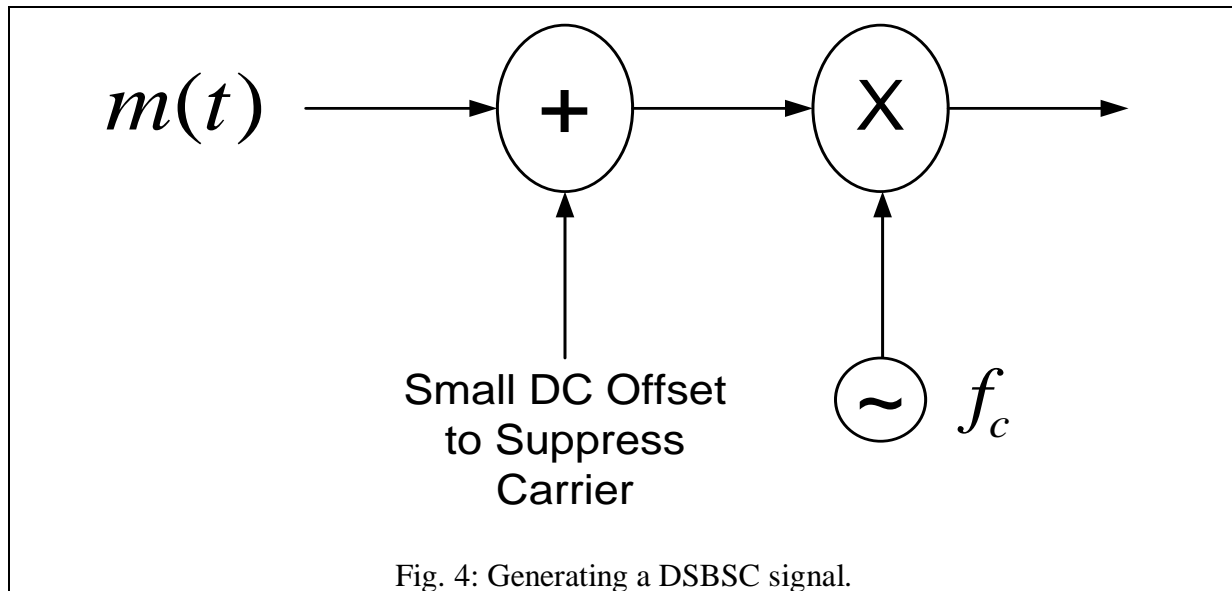 m(t)
+
X
Small DC Offset
to Suppress
Carrier
~
f_c
Fig. 4: Generating a DSBSC signal.